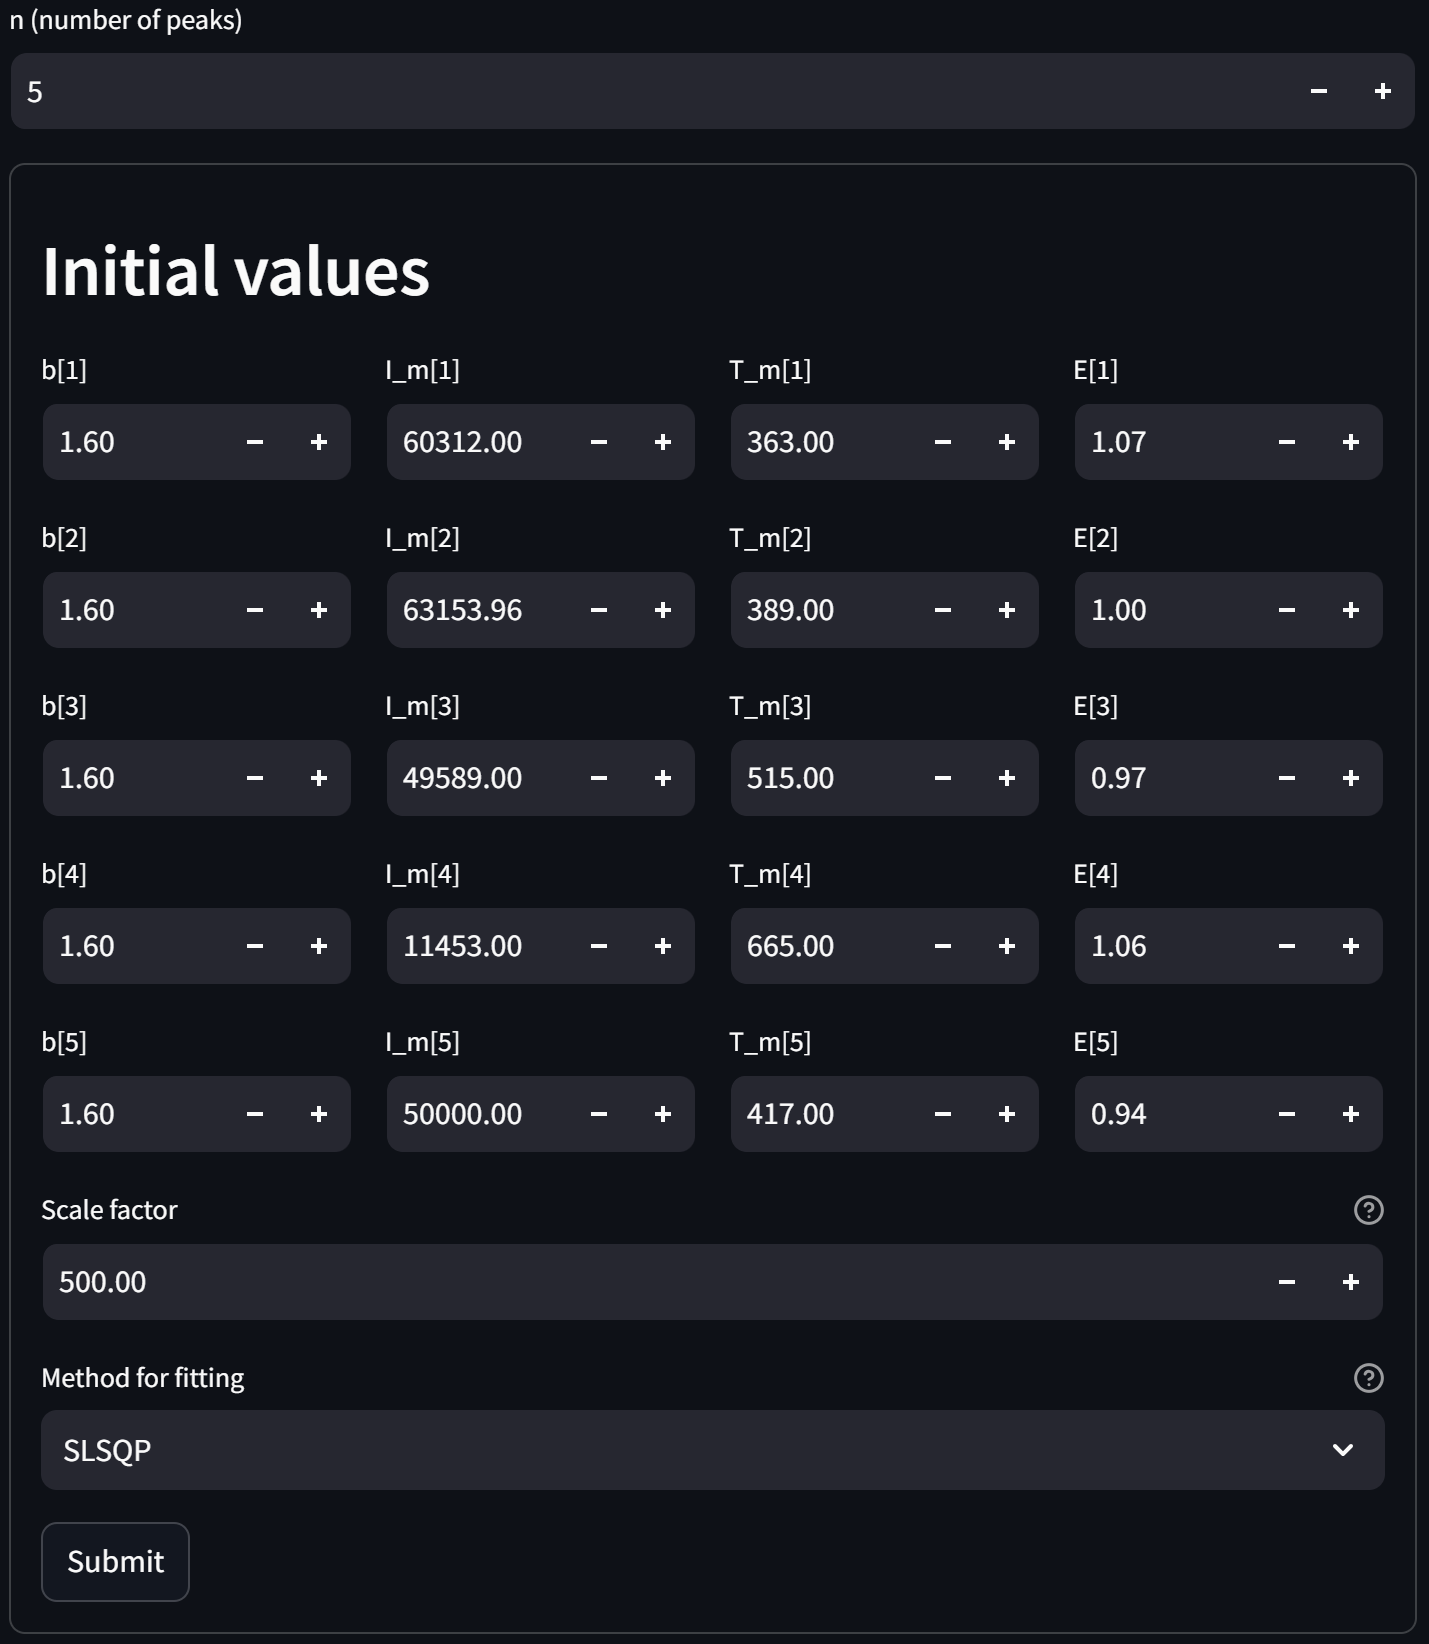 n (number of peaks)
5
Initial values
b[1] I_m[1] T_m[1] E[1]
1.60 60312.00 363.00 1.07
b[2] I_m[2] T_m[2] E[2]
1.60 63153.96 389.00 1.00
b[3] I_m[3] T_m[3] E[3]
1.60 49589.00 515.00 0.97
b[4] I_m[4] T_m[4] E[4]
1.60 11453.00 665.00 1.06
b[5] I_m[5] T_m[5] E[5]
1.60 50000.00 417.00 0.94
Scale factor
500.00
Method for fitting
SLSQP
Submit